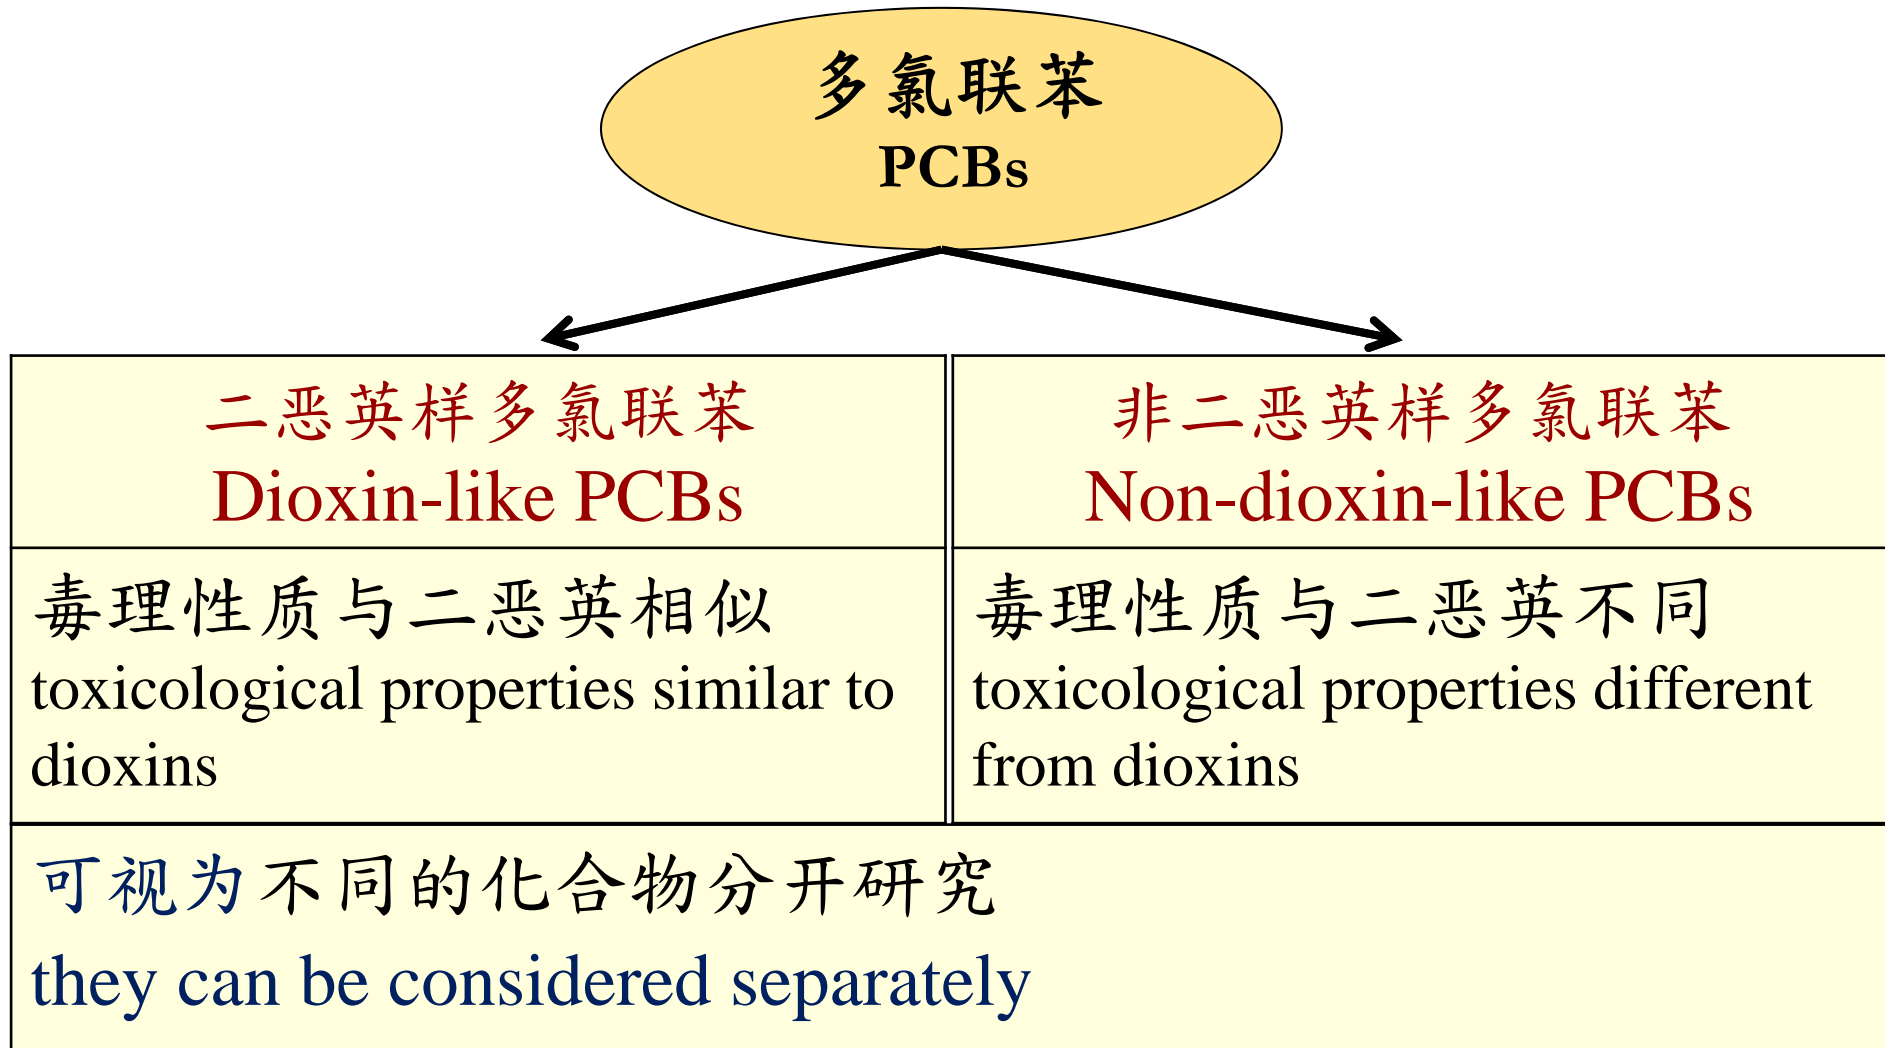 多氯联苯
PCBs
二恶英样多氯联苯
Dioxin-like PCBs
非二恶英样多氯联苯
Non-dioxin-like PCBs
毒理性质与二恶英相似
toxicological properties similar to
dioxins
毒理性质与二恶英不同
toxicological properties different
from dioxins
可视为不同的化合物分开研究
they can be considered separately